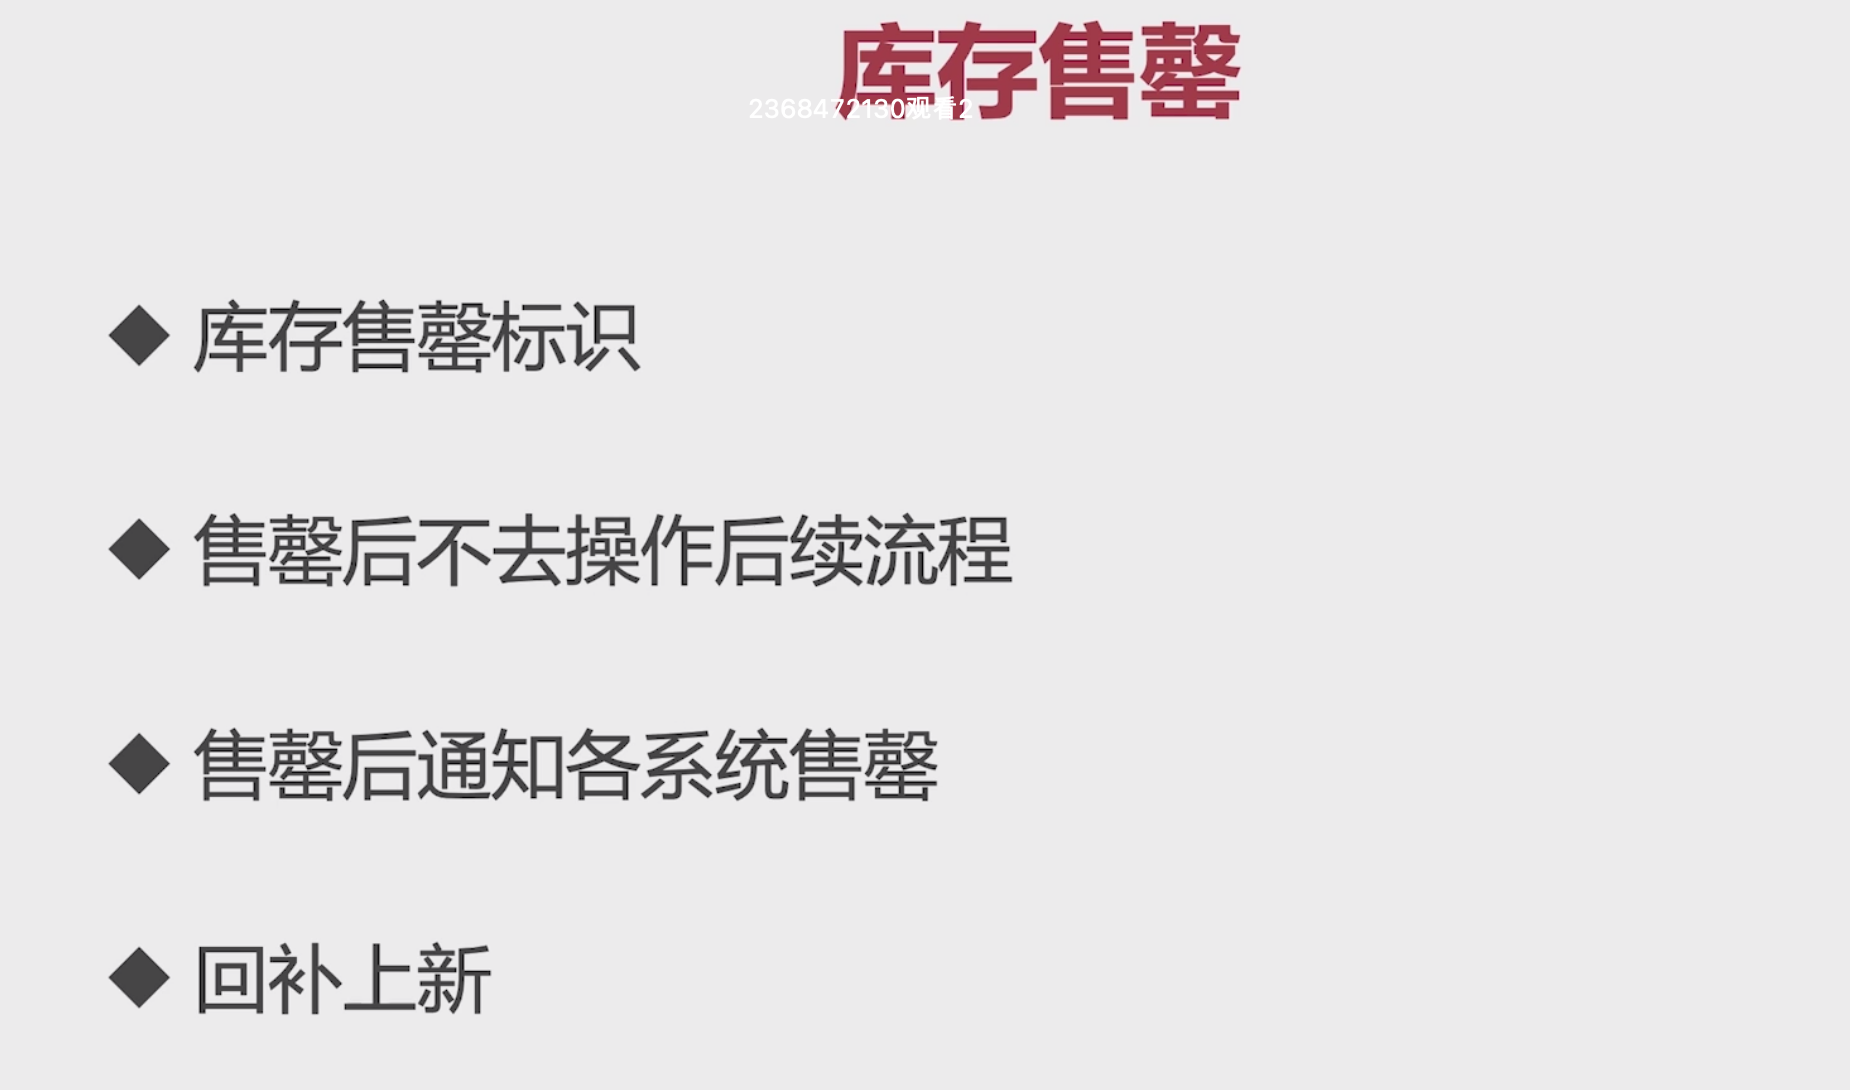 库存售罄
2368472130观看2
◆ 库存售罄标识
◆ 售罄后不去操作后续流程
◆ 售罄后通知各系统售罄
◆ 回补上新